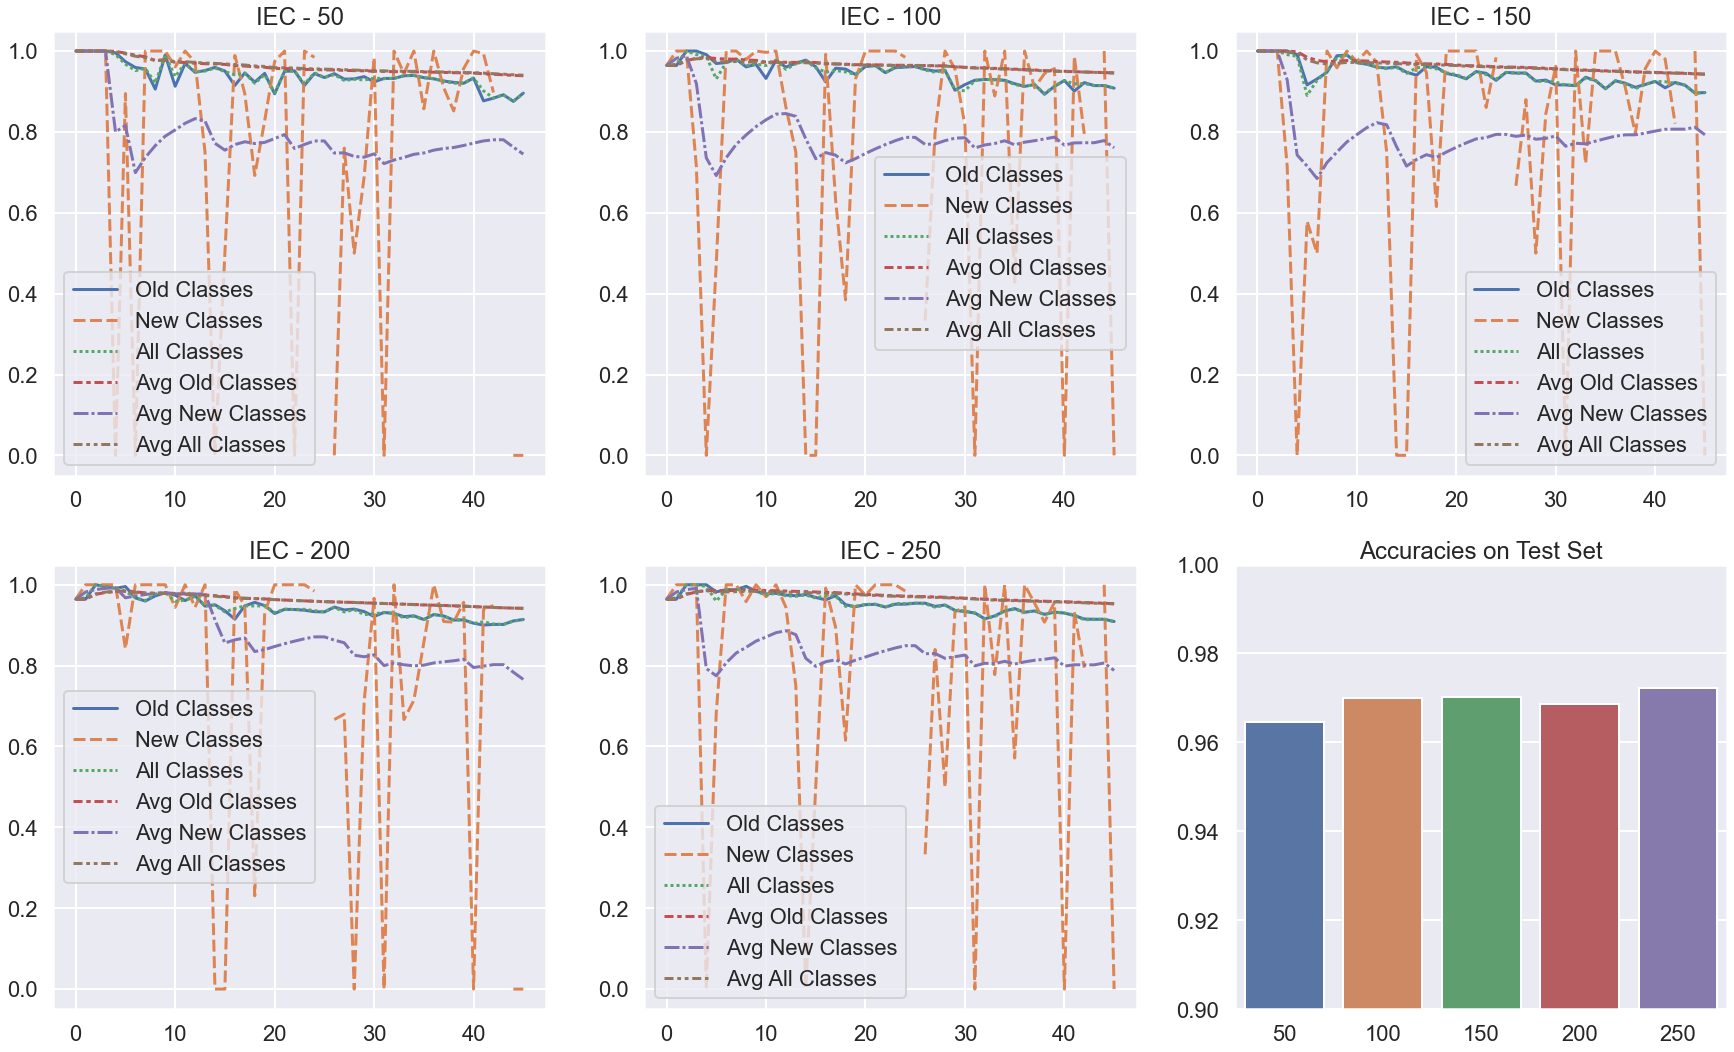 IEC - 50
1.0
0.8
0.6
0.4
0.2
0.0
0 10 20 30 40
Old Classes
New Classes
All Classes
Avg Old Classes
Avg New Classes
Avg All Classes
IEC - 100
1.0
0.8
0.6
0.4
0.2
0.0
0 10 20 30 40
Old Classes
New Classes
All Classes
Avg Old Classes
Avg New Classes
Avg All Classes
IEC - 150
1.0
0.8
0.6
0.4
0.2
0.0
0 10 20 30 40
Old Classes
New Classes
All Classes
Avg Old Classes
Avg New Classes
Avg All Classes
IEC - 200
1.0
0.8
0.6
0.4
0.2
0.0
0 10 20 30 40
Old Classes
New Classes
All Classes
Avg Old Classes
Avg New Classes
Avg All Classes
IEC - 250
1.0
0.8
0.6
0.4
0.2
0.0
0 10 20 30 40
Old Classes
New Classes
All Classes
Avg Old Classes
Avg New Classes
Avg All Classes
Accuracies on Test Set
1.00
0.98
0.96
0.94
0.92
0.90
50 100 150 200 250